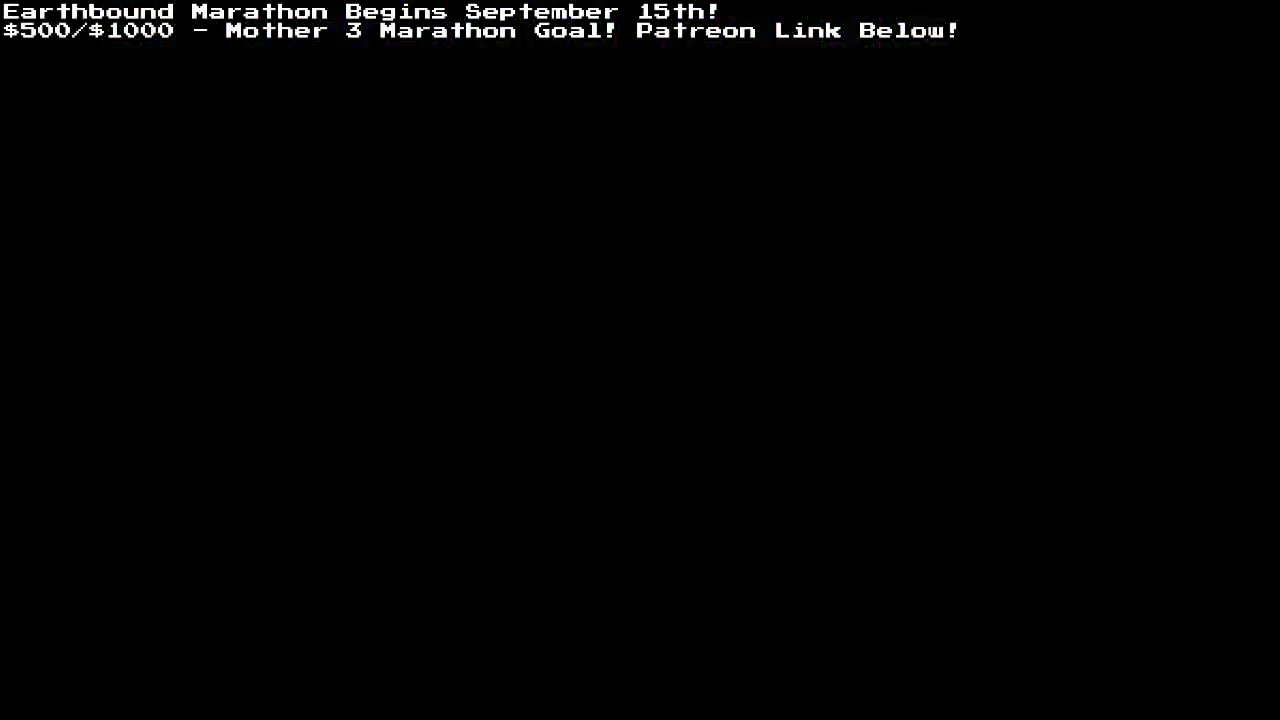 Earthbound Marathon Begins September 15th!
$500/$1000 - Mother 3 Marathon Goal! Patreon Link Below!